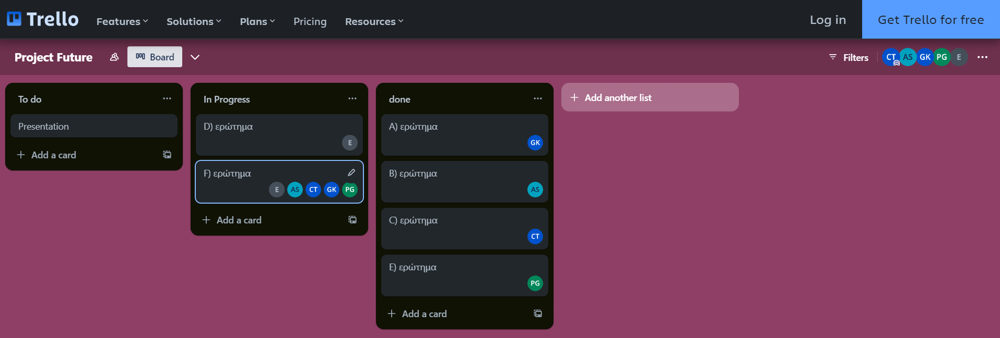 Trello Features Solutions Plans Pricing Resources Log in Get Trello for free
Project Future Board Filters CT AS GK PG E
To do
Presentation
Add a card
In Progress
D) ερώτημα
E
F) ερώτημα
E AS CT GK PG
Add a card
done
A) ερώτημα
GK
B) ερώτημα
AS
C) ερώτημα
CT
E) ερώτημα
PG
Add a card
Add another list